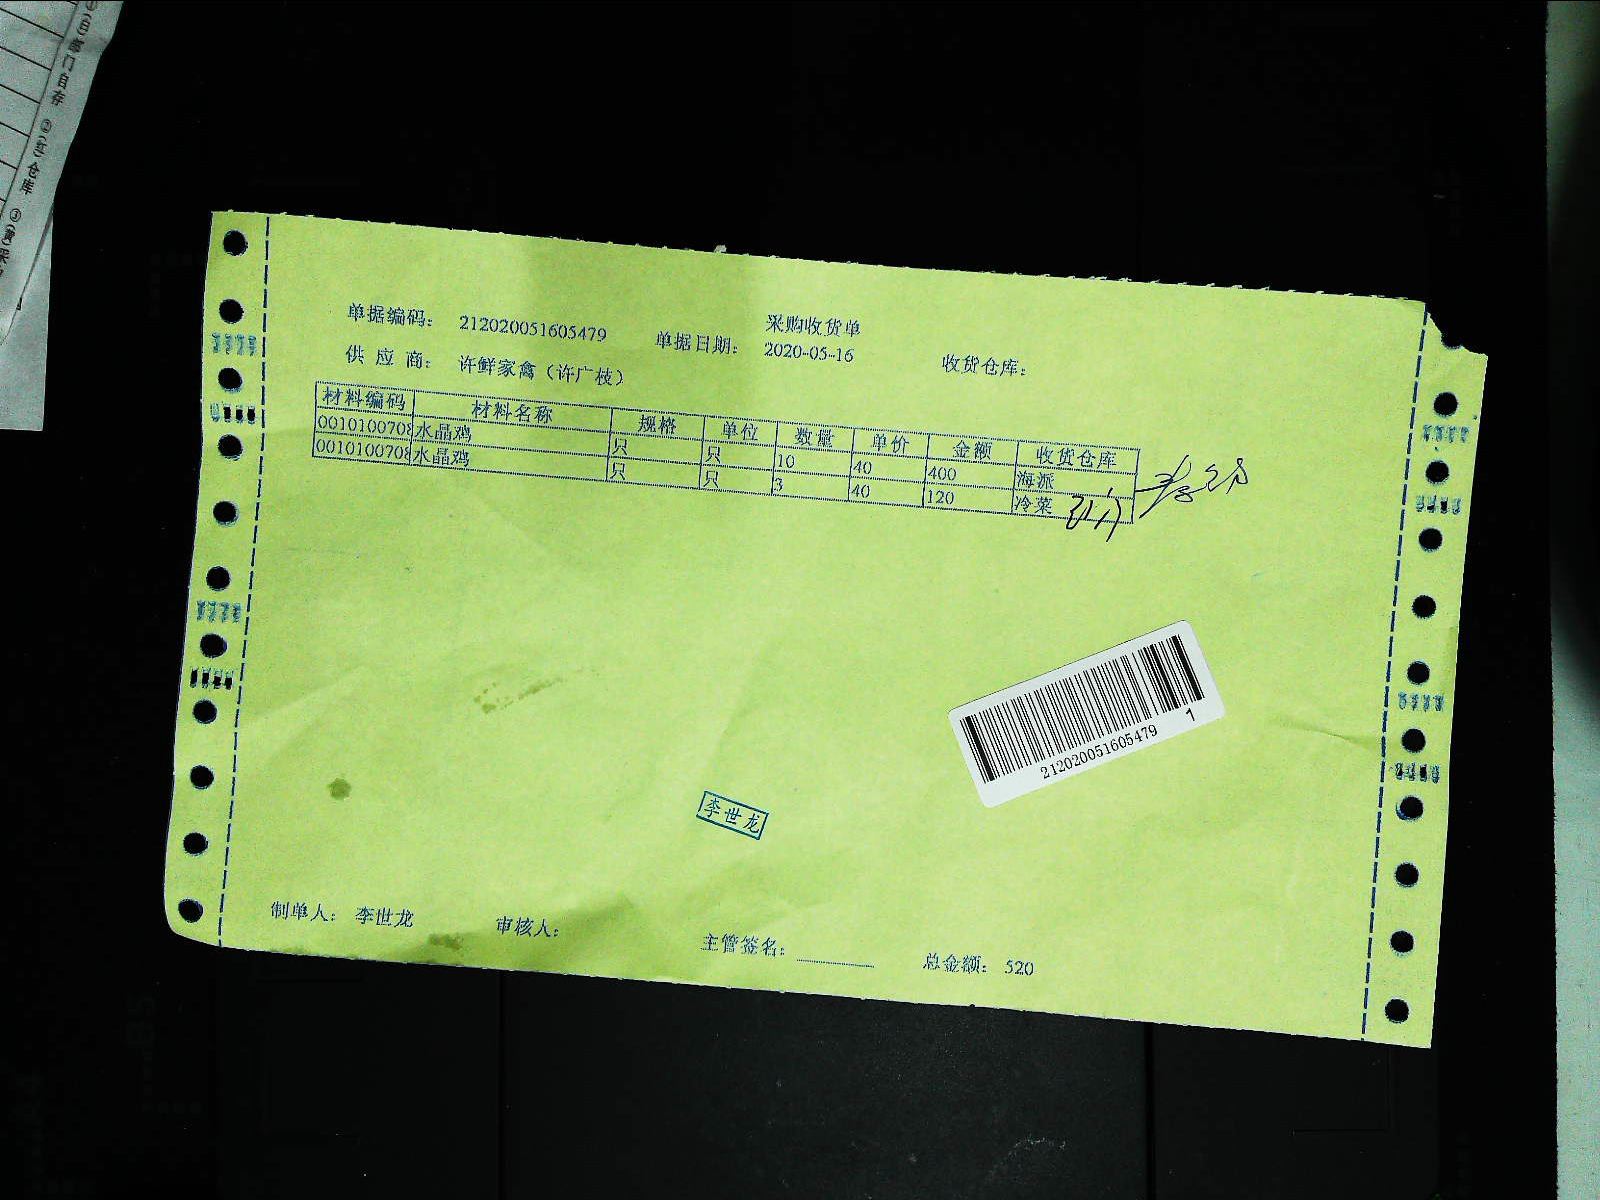 采购收货单
单据编码： 212020051605479 单据日期： 2020-05-16 收货仓库：
供应商： 许鲜家禽（许广枝）
材料编码 材料名称 规格 单位 数量 单价 金额 收货仓库
0010100708 水晶鸡 只 只 10 40 400 海派
0010100708 水晶鸡 只 只 3 40 120 冷菜
212020051605479 1
李世龙
制单人： 李世龙 审核人： 主管签名： 总金额： 520